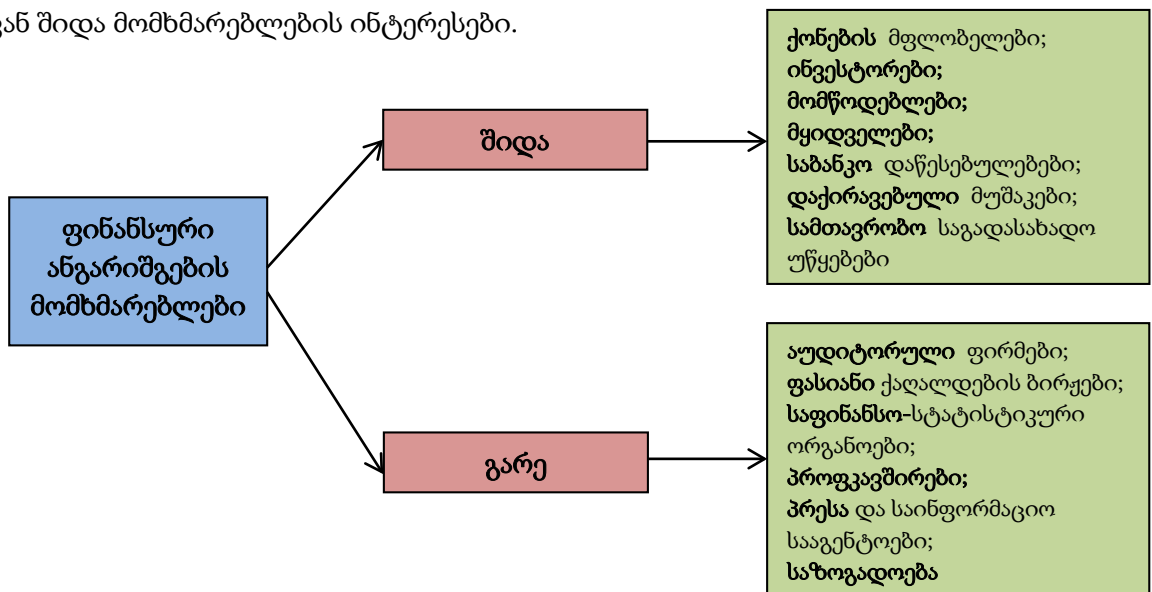 შიდა მომხმარებლების ინტერესები.
ფინანსური
ანგარიშგების
მომხმარებლები
შიდა
ქონების მფლობელები;
ინვესტორები;
მომწოდებლები;
მყიდველები;
საბანკო დაწესებულებები;
დაქირავებული მუშაკები;
სამთავრობო საგადასახადო
უწყებები
გარე
აუდიტორული ფირმები;
ფასიანი ქაღალდების ბირჟები;
საფინანსო-სტატისტიკური
ორგანოები;
პროფკავშირები;
პრესა და საინფორმაციო
სააგენტოები;
საზოგადოება